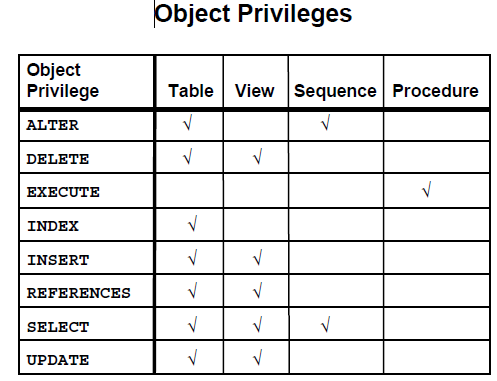 Object Privileges
Object
Privilege Table View Sequence Procedure
ALTER √ √
DELETE √ √
EXECUTE √
INDEX √
INSERT √ √
REFERENCES √ √
SELECT √ √ √
UPDATE √ √